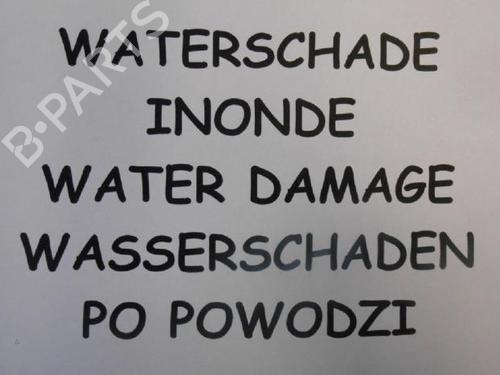 B-PARTS
WATERSCHADE
INONDE
WATER DAMAGE
WASSERSCHADEN
PO POWODZI